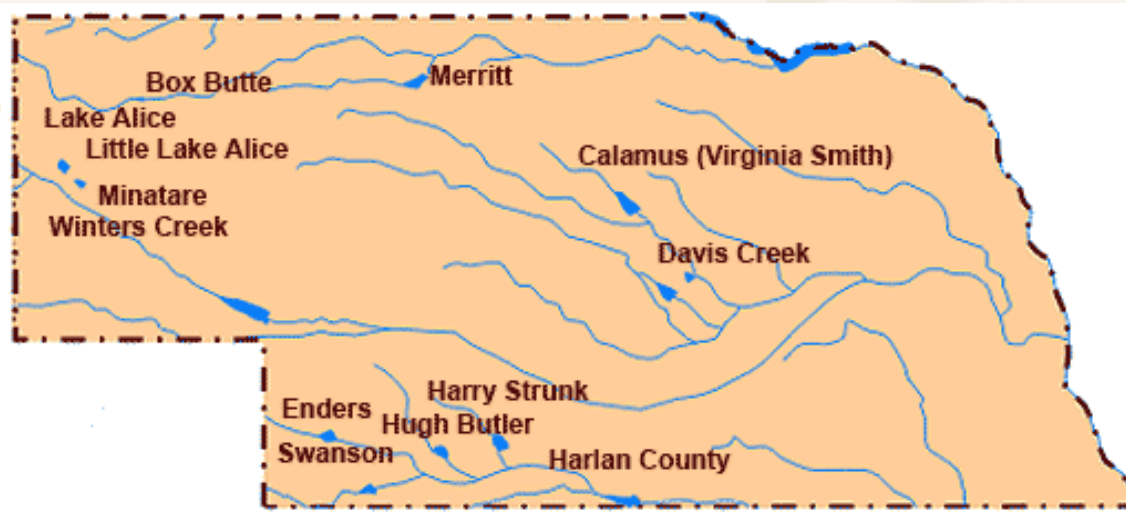 Box Butte
Merritt
Lake Alice
Little Lake Alice
Calamus (Virginia Smith)
Minatare
Winters Creek
Davis Creek
Harry Strunk
Enders
Hugh Butler
Swanson
Harlan County